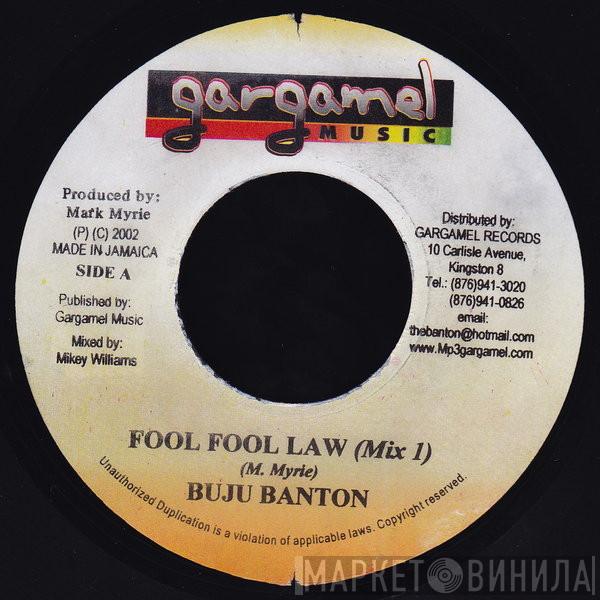 gargamel
MUSIC
Produced by:
Mark Myrie
(P) (C) 2002
MADE IN JAMAICA
SIDE A
Published by:
Gargamel Music
Mixed by:
Mikey Williams
Distributed by:
GARGAMEL RECORDS
10 Carlisle Avenue,
Kingston 8
Tel.: (876)941-3020
(876)941-0826
email:
thebanton@hotmail.com
www.Mp3gargamel.com
FOOL FOOL LAW (Mix 1)
(M. Myrie)
BUJU BANTON
Unauthorized Duplication is a violation of applicable laws. Copyright reserved.
МАРКЕТ ВИНИЛА